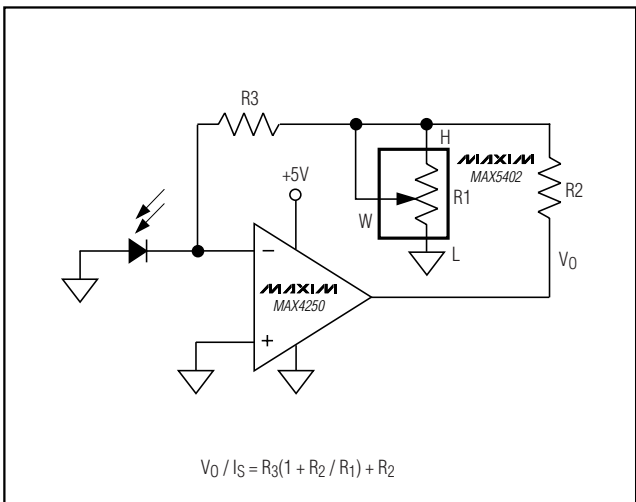 R3
H
MAXIM
MAX5402
+5V
R1
R2
W
L
V₀
−
MAXIM
MAX4250
+
V₀ / Iₛ = R₃(1 + R₂ / R₁) + R₂